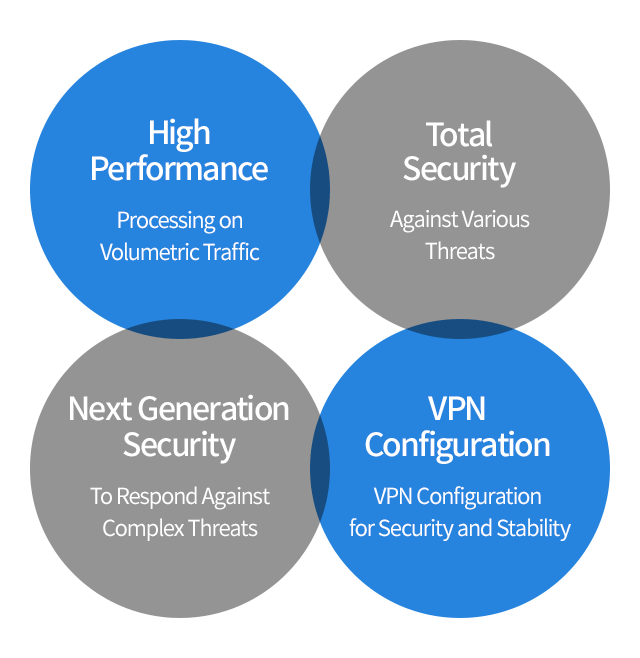 High
Performance
Processing on
Volumetric Traffic
Total
Security
Against Various
Threats
Next Generation
Security
To Respond Against
Complex Threats
VPN
Configuration
VPN Configuration
for Security and Stability